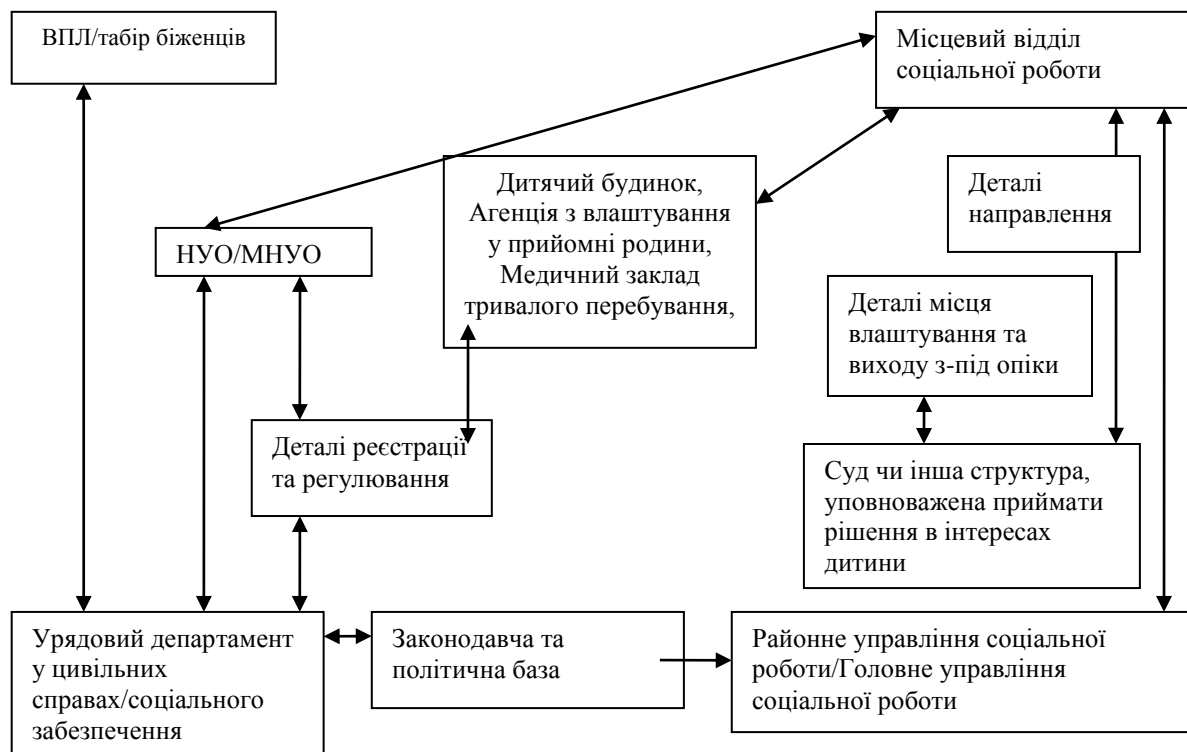 ВПЛ/табір біженців
Місцевий відділ
соціальної роботи
Дитячий будинок,
Агенція з влаштування
у прийомні родини,
Медичний заклад
тривалого перебування,
Деталі
направлення
НУО/МНУО
Деталі місця
влаштування та
виходу з-під опіки
Деталі реєстрації
та регулювання
Суд чи інша структура,
уповноважена приймати
рішення в інтересах
дитини
Урядовий департамент
у цивільних
справах/соціального
забезпечення
Законодавча та
політична база
Районне управління соціальної
роботи/Головне управління
соціальної роботи